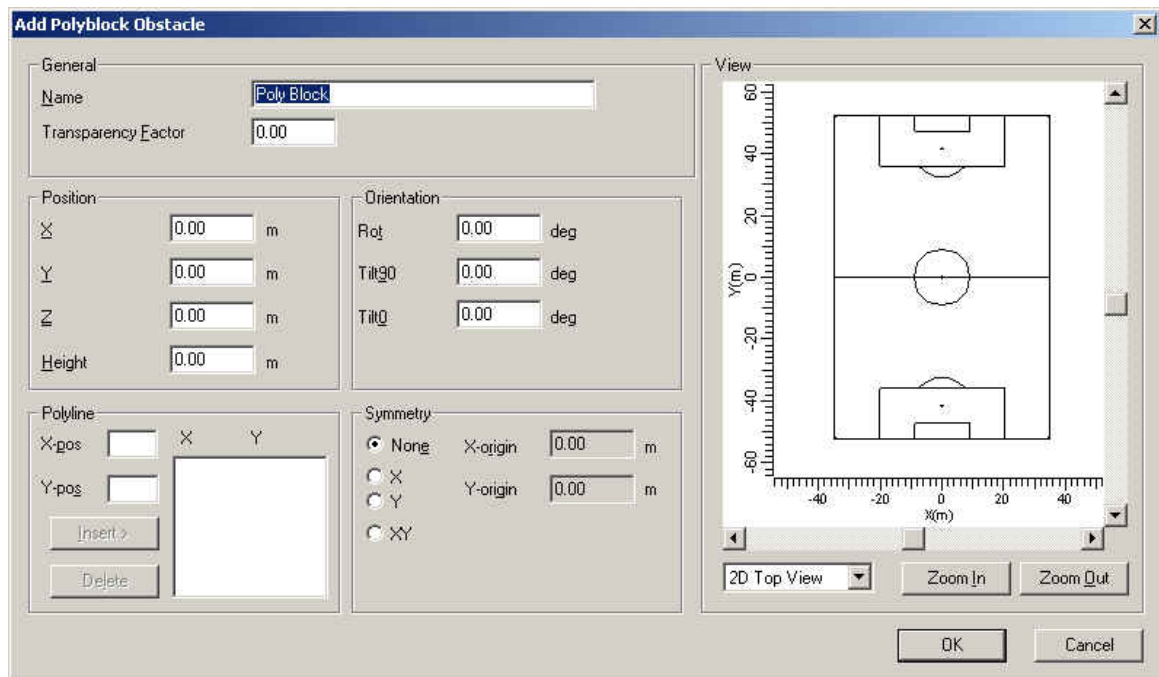 Add Polyblock Obstacle
General
Name Poly Block
Transparency Factor 0.00
Position
X 0.00 m
Y 0.00 m
Z 0.00 m
Height 0.00 m
Orientation
Rot 0.00 deg
Tilt90 0.00 deg
Tilt0 0.00 deg
Polyline
X-pos X Y
Y-pos
Insert >
Delete
Symmetry
None X-origin 0.00 m
X
Y Y-origin 0.00 m
XY
View
60
40
20
0
-20
-40
-60
Y(m)
-40 -20 0 20 40
X(m)
2D Top View Zoom In Zoom Out
OK Cancel